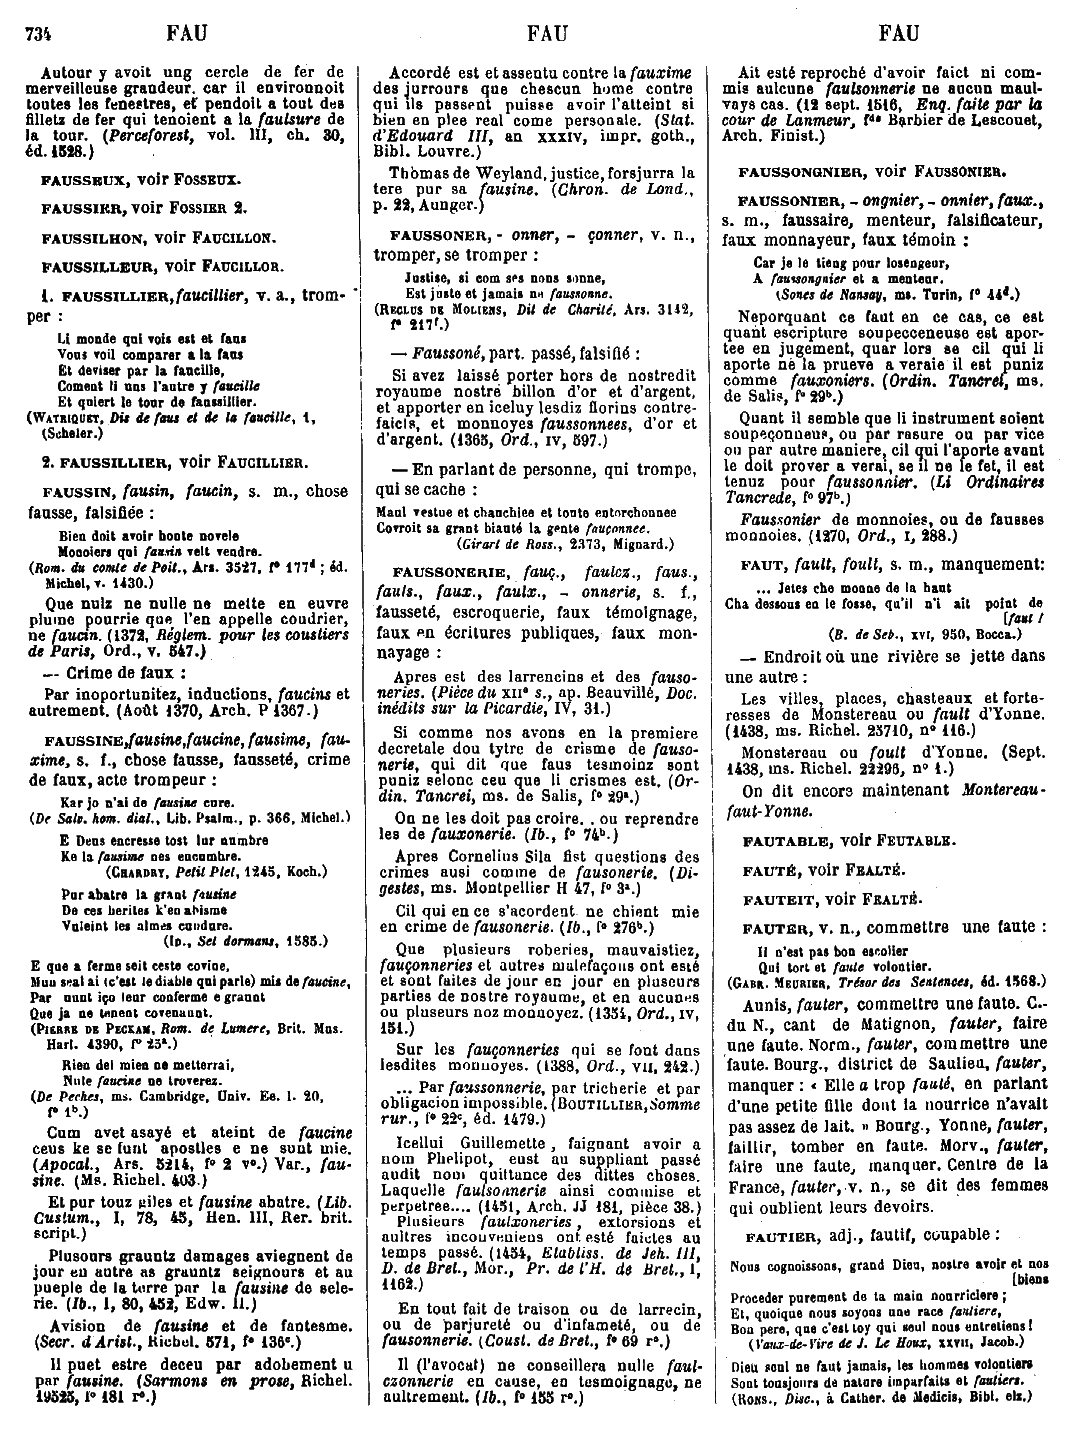 734 FAU FAU FAU
Autour y avoit ung cercle de fer de
merveilleuse grandeur. car il environnoit
toutes les fenestres, et pendoit a tout des
filletz de fer qui tenoient a la faulsure de
la tour. (Perceforest, vol. III, ch. 30,
éd. 1528.)
FAUSSEUX, voir FOSSEUX.
FAUSSIER, voir FOSSIER 2.
FAUSSILHON, voir FAUCILLON.
FAUSSILLEUR, voir FAUCILLOR.
1. FAUSSILLIER, faucillier, v. a., trom-
per :
Li monde qui vois est et faus
Vous voil comparer a la faus
Et deviser par la faucille,
Coment li uns l'autre y faucille
Et quiert le tour de faussillier.
(WATRIQUET, Dis de faus et de la faucille, 1,
Scheler.)
2. FAUSSILLIER, voir FAUCILLIER.
FAUSSIN, fausin, faucin, s. m., chose
fausse, falsifiée :
Bien doit avoir honte novele
Monoiers qui fausin velt vendre.
(Rom. du comte de Poit., Ars. 3527, f° 177d ; éd.
Michel, v. 1430.)
Que nulz ne nulle ne mette en euvre
plume pourrie que l'en appelle coudrier,
ne faucin. (1372, Réglem. pour les coustiers
de Paris, Ord., v. 547.)
— Crime de faux :
Par inoportunitez, inductions, faucins et
autrement. (Août 1370, Arch. P 1367.)
FAUSSINE, fausine, faucine, fausime, fau-
xime, s. f., chose fausse, fausseté, crime
de faux, acte trompeur :
Kar jo n'ai de fausine cure.
(De Salv. hom. dial., Lib. Psalm., p. 366, Michel.)
E Deus encresse tost lur numbre
Ke la fausime nes encumbre.
(CHARDRY, Petit Plet, 1245, Koch.)
Pur abatre la grant fausine
De ces herites k'en abisme
Vuleint les almes cundure.
(ID., Set dormans, 1585.)
E que a ferme seit ceste covine,
Mun seal ai (c'est le diable qui parle) mis de faucine,
Par unnt iço leur conferme e graunt
Que ja ne tenent covenaunt.
(PIERRE DE PECKAM, Rom. de Lumere, Brit. Mus.
Harl. 4390, f° 23a.)
Rien del mien ne metterrai,
Nule faucine ne troverez.
(De Peches, ms. Cambridge, Univ. Ee. I. 20,
f° 1b.)
Cum avet asayé et ateint de faucine
ceus ke se funt apostles e ne sunt mie.
(Apocal., Ars. 5214, f° 2 v°.) Var., fau-
sine. (Ms. Richel. 403.)
Et pur touz giles et fausine abatre. (Lib.
Custum., I, 78, 45, Hen. III, Rer. brit.
script.)
Plusours grauntz damages aviegnent de
jour en autre as grauntz seignours et au
pueple de la terre par la fausine de sele-
rie. (Ib., I, 80, 452, Edw. II.)
Avision de fausine et de fantesme.
(Secr. d Arist., Richel. 571, f° 136c.)
Il puet estre deceu par adobement u
par fausine. (Sarmons en prose, Richel.
19525, f° 181 r°.)
Accordé est et assentu contre la fauxime
des jurrours que chescun home contre
qui ils passent puisse avoir l'atteint si
bien en plee real come personale. (Stat.
d'Edouard III, an XXXIV, impr. goth.,
Bibl. Louvre.)
Thomas de Weyland, justice, forsjurra la
tere pur sa fausine. (Chron. de Lond.,
p. 22, Aunger.)
FAUSSONER, - onner, - çonner, v. n.,
tromper, se tromper :
Justise, si com ses nons sonne,
Est juste et jamais ne faussonne.
(RECLUS DE MOLIENS, Dit de Charité, Ars. 3142,
f° 217f.)
— Faussoné, part. passé, falsifié :
Si avez laissé porter hors de nostredit
royaume nostre billon d'or et d'argent,
et apporter en iceluy lesdiz florins contre-
faicis, et monnoyes faussonnees, d'or et
d'argent. (1365, Ord., IV, 597.)
— En parlant de personne, qui trompe,
qui se cache :
Maul vestue et chauchiee et toute entorchonnee
Covroit sa grant biauté la gente fauçonnee.
(Girart de Ross., 2373, Mignard.)
FAUSSONERIE, fauç., faulcz., faus.,
fauls., faux., faulx., - onnerie, s. f.,
fausseté, escroquerie, faux témoignage,
faux en écritures publiques, faux mon-
nayage :
Apres est des larrencins et des fauso-
neries. (Pièce du XIIe s., ap. Beauvillé, Doc.
inédits sur la Picardie, IV, 31.)
Si comme nos avons en la premiere
decretale dou tytre de crisme de fauso-
nerie, qui dit que faus tesmoinz sont
puniz selonc ceu que li crismes est. (Or-
din. Tancrei, ms. de Salis, f° 29a.)
On ne les doit pas croire. . ou reprendre
les de fauxonerie. (Ib., f° 74b.)
Apres Cornelius Sila fist questions des
crimes ausi comme de fausonerie. (Di-
gestes, ms. Montpellier H 47, f° 3a.)
Cil qui en ce s'acordent ne chient mie
en crime de fausonerie. (Ib., f° 276b.)
Que plusieurs roberies, mauvaistiez,
fauçonneries et autres malefaçons ont esté
et sont faites de jour en jour en pluseurs
parties de nostre royaume, et en aucunes
ou pluseurs noz monnoyez. (1354, Ord., IV,
151.)
Sur les fauçonneries qui se font dans
lesdites monnoyes. (1388, Ord., VII, 242.)
... Par faussonnerie, par tricherie et par
obligacion impossible. (BOUTILLIER, Somme
rur., f° 22c, éd. 1479.)
Icellui Guillemette, faignant avoir a
nom Phelipot, eust au suppliant passé
audit nom quittance des dittes choses.
Laquelle faulsonnerie ainsi commise et
perpetree.... (1451, Arch. JJ 181, pièce 38.)
Plusieurs faulxoneries, extorsions et
aultres inconveniens ont esté faictes au
temps passé. (1454, Etabliss. de Jeh. III,
D. de Bret., Mor., Pr. de l'H. de Bret., I,
1162.)
En tout fait de traison ou de larrecin,
ou de parjureté ou d'infameté, ou de
fausonnerie. (Coust. de Bret., f° 69 r°.)
Il (l'avocat) ne conseillera nulle faul-
czonnerie en cause, en tesmoignage, ne
aultrement. (Ib., f° 155 r°.)
Ait esté reproché d'avoir faict ni com-
mis aulcune faulsonnerie ne aucun maul-
vays cas. (12 sept. 1516, Enq. faite par la
cour de Lanmeur, fds Barbier de Lescouet,
Arch. Finist.)
FAUSSONGNIER, voir FAUSSONIER.
FAUSSONIER, - ongnier, - onnier, faux.,
s. m., faussaire, menteur, falsificateur,
faux monnayeur, faux témoin :
Car je le tieng pour losengeur,
A faussongnier et a menteur.
(Sones de Nansay, ms. Turin, f° 44d.)
Neporquant ce faut en ce cas, ce est
quant escripture soupecceneuse est apor-
tee en jugement, quar lors se cil qui li
aporte ne la prueve a veraie il est puniz
comme fauxoniers. (Ordin. Tancrei, ms.
de Salis, f° 29b.)
Quant il semble que li instrument soient
soupeçonneus, ou par rasure ou par vice
ou par autre maniere, cil qui l'aporte avant
le doit prover a verai, se il ne le fet, il est
tenuz pour faussonnier. (Li Ordinaires
Tancrede, f° 97b.)
Faussonier de monnoies, ou de fausses
monnoies. (1270, Ord., I, 288.)
FAUT, fault, foult, s. m., manquement:
... Jetes che monne de la haut
Cha dessous en le fosse, qu'il n'i ait point de
[faut !
(B. de Seb., XVI, 950, Bocca.)
— Endroit où une rivière se jette dans
une autre :
Les villes, places, chasteaux et forte-
resses de Monstereau ou fault d'Yonne.
(1438, ms. Richel. 23710, n° 116.)
Monstereau ou foult d'Yonne. (Sept.
1438, ms. Richel. 22296, n° 1.)
On dit encore maintenant Montereau-
faut-Yonne.
FAUTABLE, voir FEUTABLE.
FAUTÉ, voir FEALTÉ.
FAUTEIT, voir FEALTÉ.
FAUTER, v. n., commettre une faute :
Il n'est pas bon escolier
Qui tort et faute volontier.
(GABR. MEURIER, Trésor des Sentences, éd. 1568.)
Aunis, fauter, commettre une faute. C.-
du N., cant de Matignon, fauter, faire
une faute. Norm., fauter, commettre une
faute. Bourg., district de Saulieu, fauter,
manquer : « Elle a trop fauté, en parlant
d'une petite fille dont la nourrice n'avait
pas assez de lait. » Bourg., Yonne, fauter,
faillir, tomber en faute. Morv., fauter,
faire une faute, manquer. Centre de la
France, fauter, v. n., se dit des femmes
qui oublient leurs devoirs.
FAUTIER, adj., fautif, coupable :
Nous cognoissons, grand Dieu, nostre avoir et nos
[biens
Proceder purement de ta main nourriciere ;
Et, quoique nous soyons une race fautiere,
Bon pere, que c'est toy qui seul nous entretiens !
(Vaux-de-Vire de J. Le Houx, XXVII, Jacob.)
Dieu seul ne faut jamais, les hommes volontiers
Sont tousjours de nature imparfaits et fautiers.
(RONS., Disc., à Cather. de Medicis, Bibl. elz.)